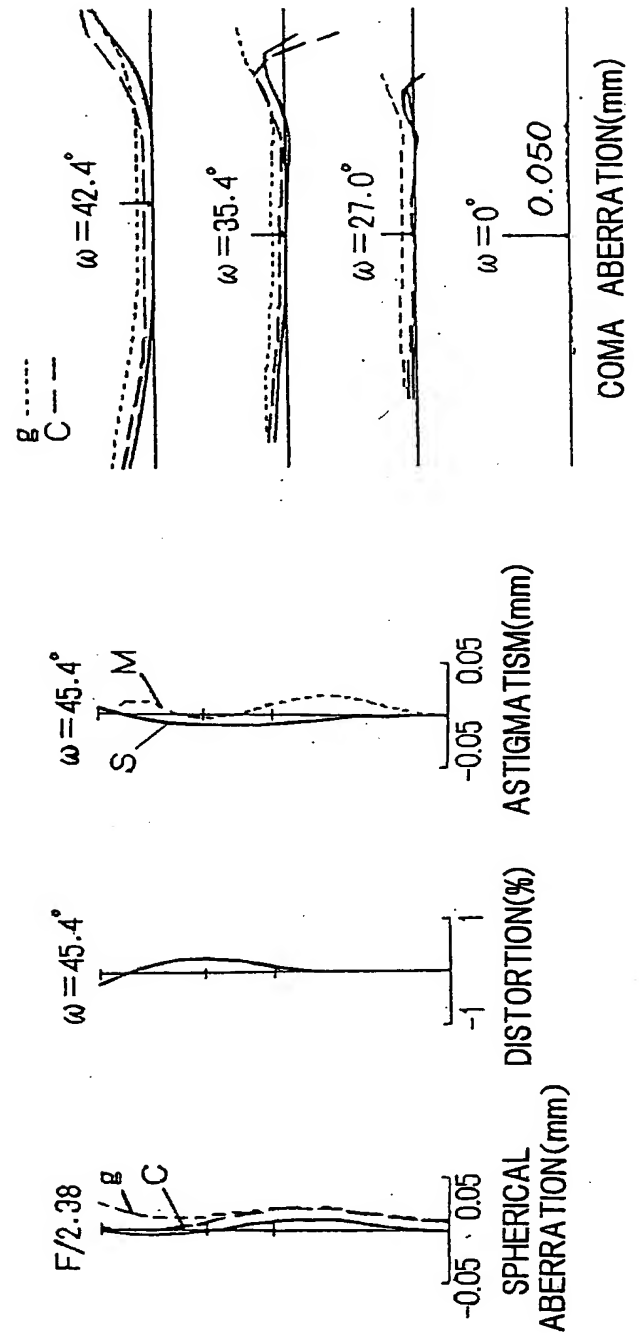 F/2.38
g
C
-0.05 0.05
SPHERICAL
ABERRATION(mm)
ω=45.4°
-1 1
DISTORTION(%)
ω=45.4°
S
M
-0.05 0.05
ASTIGMATISM(mm)
g
C
ω=42.4°
ω=35.4°
ω=27.0°
ω=0°
0.050
COMA ABERRATION(mm)